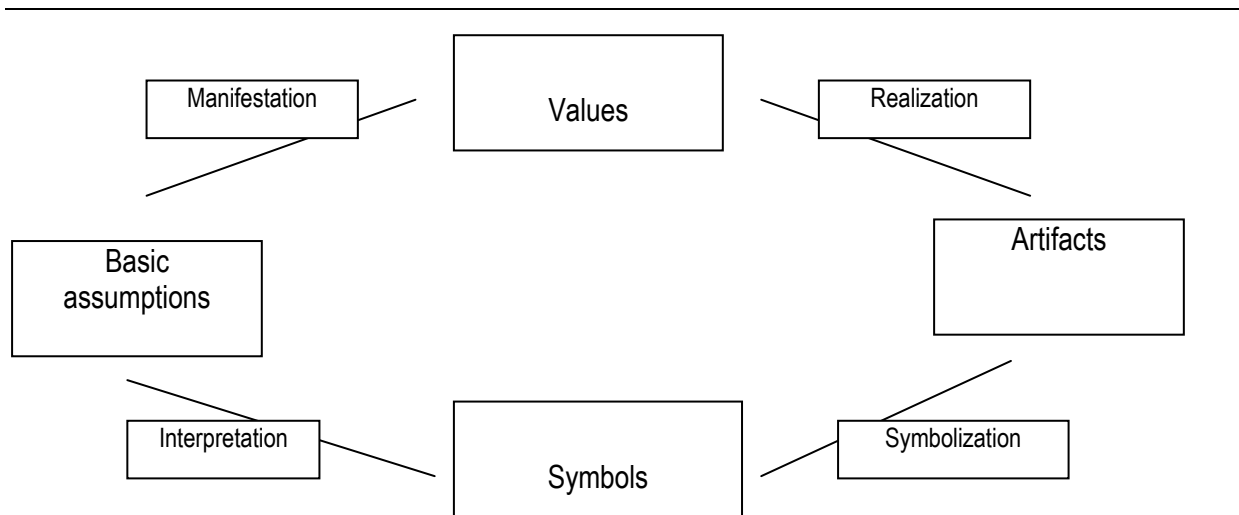 Manifestation
Values
Realization
Basic
assumptions
Artifacts
Interpretation
Symbols
Symbolization